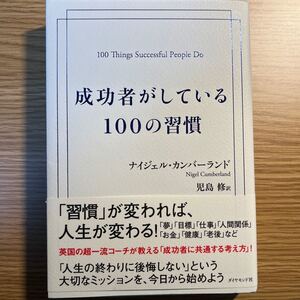 100 Things Successful People Do
成功者がしている
100の習慣
ナイジェル・カンバーランド
Nigel Cumberland
児島 修 訳
「習慣」が変われば、
人生が変わる!
「夢」「目標」「仕事」「人間関係」
「お金」「健康」「老後」など
英国の超一流コーチが教える「成功者に共通する考え方」!
「人生の終わりに後悔しない」という
大切なミッションを、今日から始めよう
ダイヤモンド社